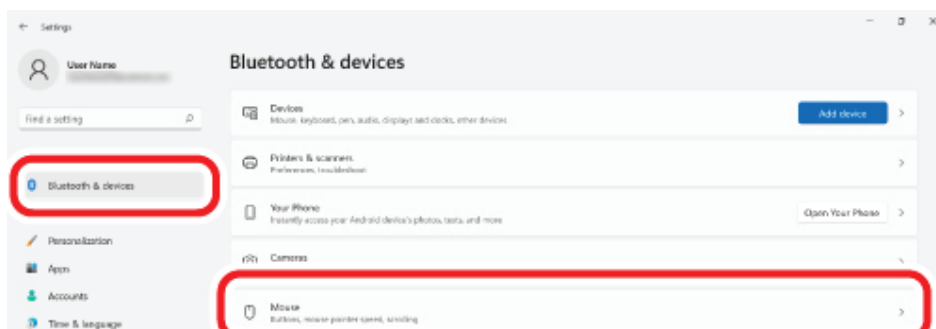 Settings
User Name
Find a setting
Bluetooth & devices
Personalization
Apps
Accounts
Time & language
Bluetooth & devices
Devices
Mouse, keyboard, pen, audio, displays and docks, other devices
Add device
Printers & scanners
Preferences, troubleshoot
Your Phone
Instantly access your Android device's photos, texts, and more
Open Your Phone
Cameras
Mouse
Buttons, mouse pointer speed, scrolling